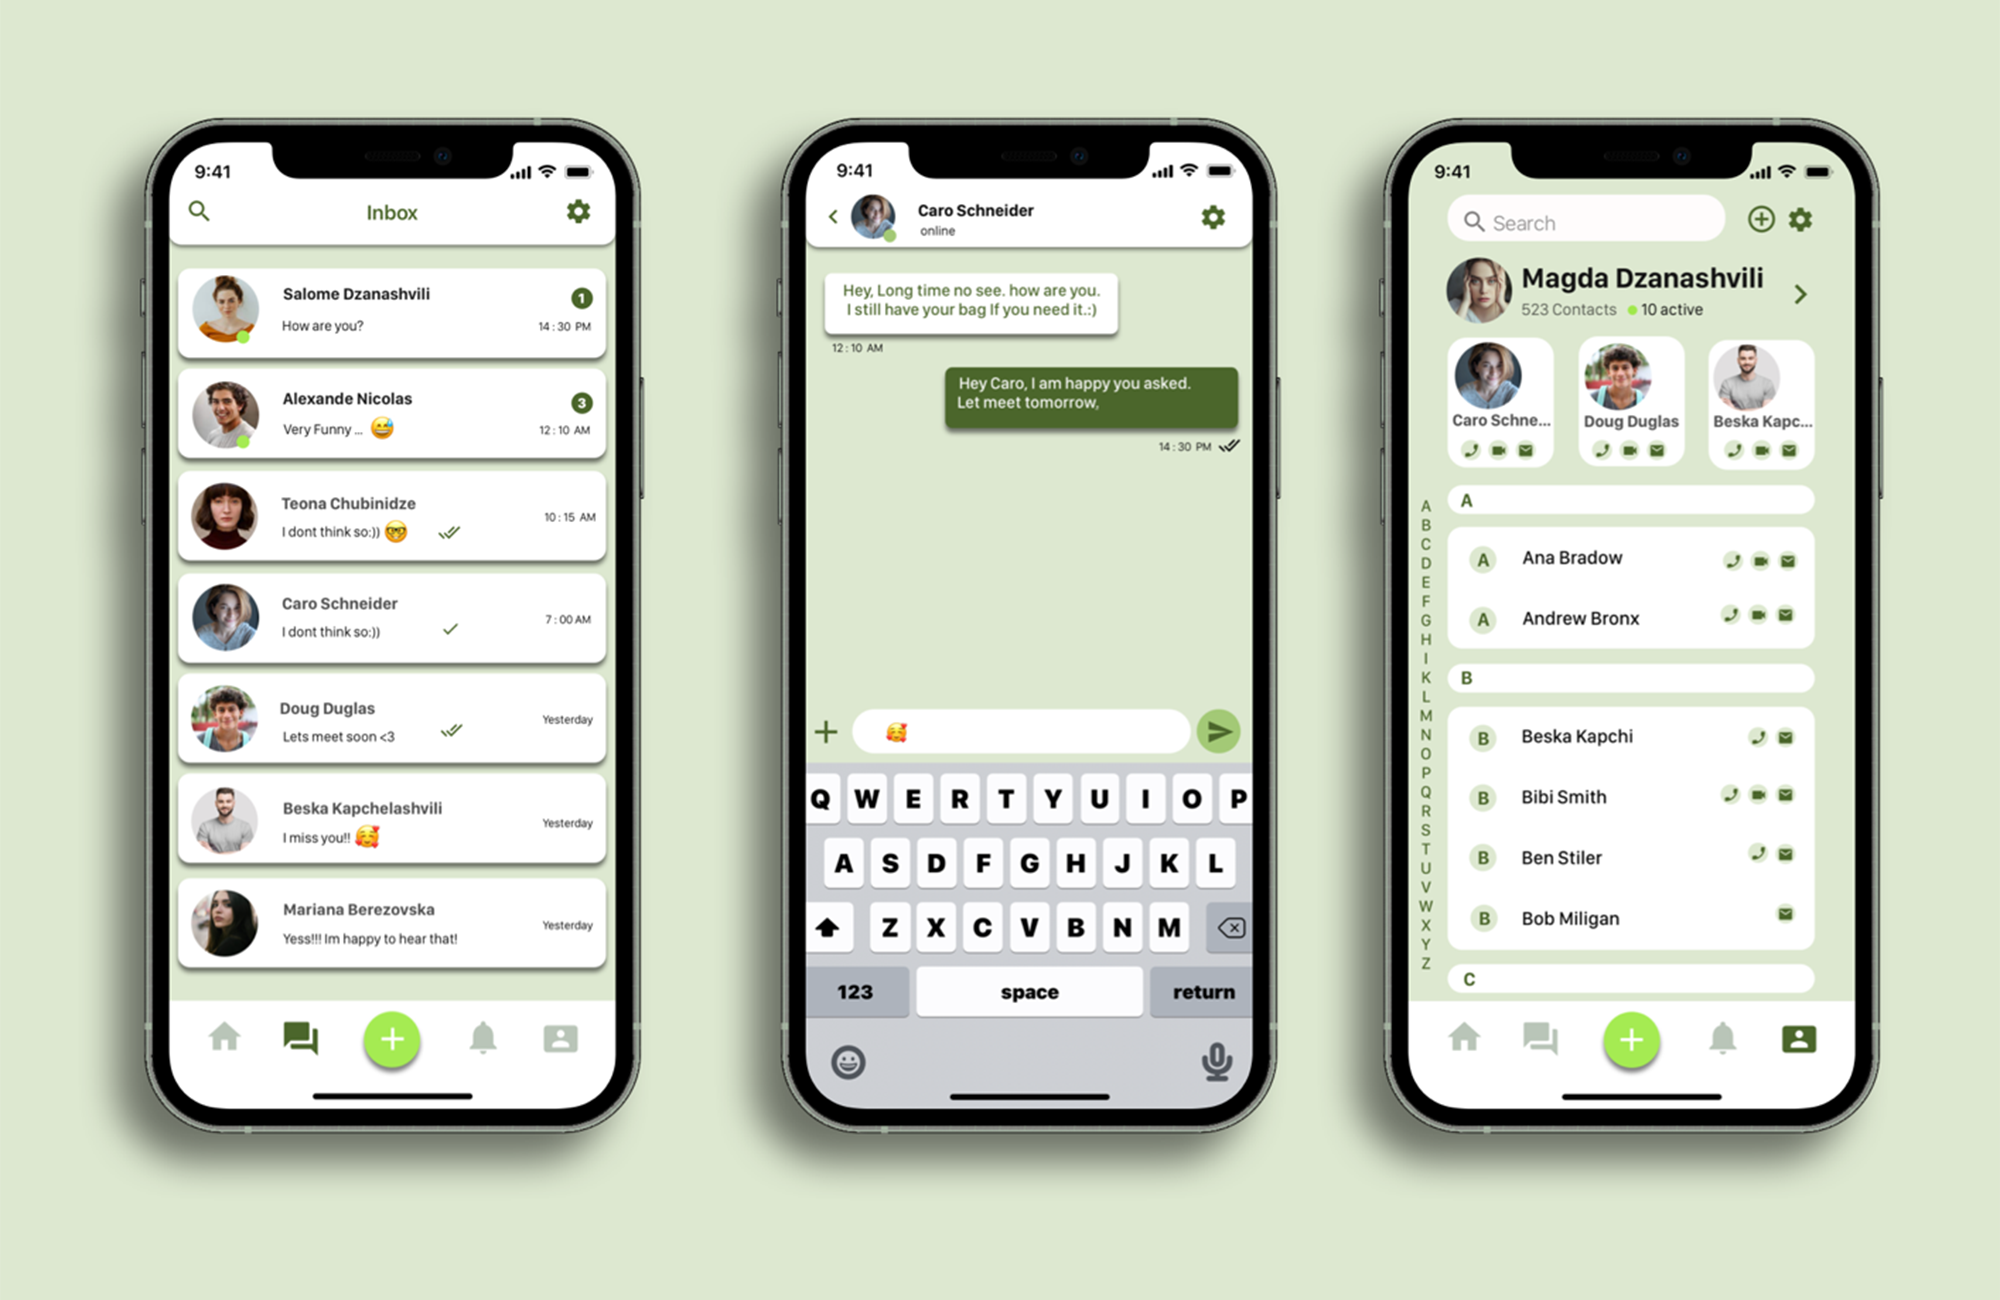 9:41
Inbox
Salome Dzanashvili
1
How are you?
14:30 PM
Alexande Nicolas
3
Very Funny ... 😅
12:10 AM
Teona Chubinidze
I dont think so:)) 🤓
10:15 AM
Caro Schneider
I dont think so:))
7:00 AM
Doug Duglas
Lets meet soon <3
Yesterday
Beska Kapchelashvili
I miss you!! 🥰
Yesterday
Mariana Berezovska
Yess!!! Im happy to hear that!
Yesterday
9:41
Caro Schneider
online
Hey, Long time no see. how are you.
I still have your bag If you need it.:)
12:10 AM
Hey Caro, I am happy you asked.
Let meet tomorrow,
14:30 PM
🥰
Q W E R T Y U I O P
A S D F G H J K L
Z X C V B N M
123 space return
9:41
Search
Magda Dzanashvili
523 Contacts 10 active
Caro Schne...
Doug Duglas
Beska Kapc...
A
B
C
D
E
F
G
H
I
K
L
M
N
O
P
Q
R
S
T
U
V
W
X
Y
Z
A
A Ana Bradow
A Andrew Bronx
B
B Beska Kapchi
B Bibi Smith
B Ben Stiler
B Bob Miligan
C